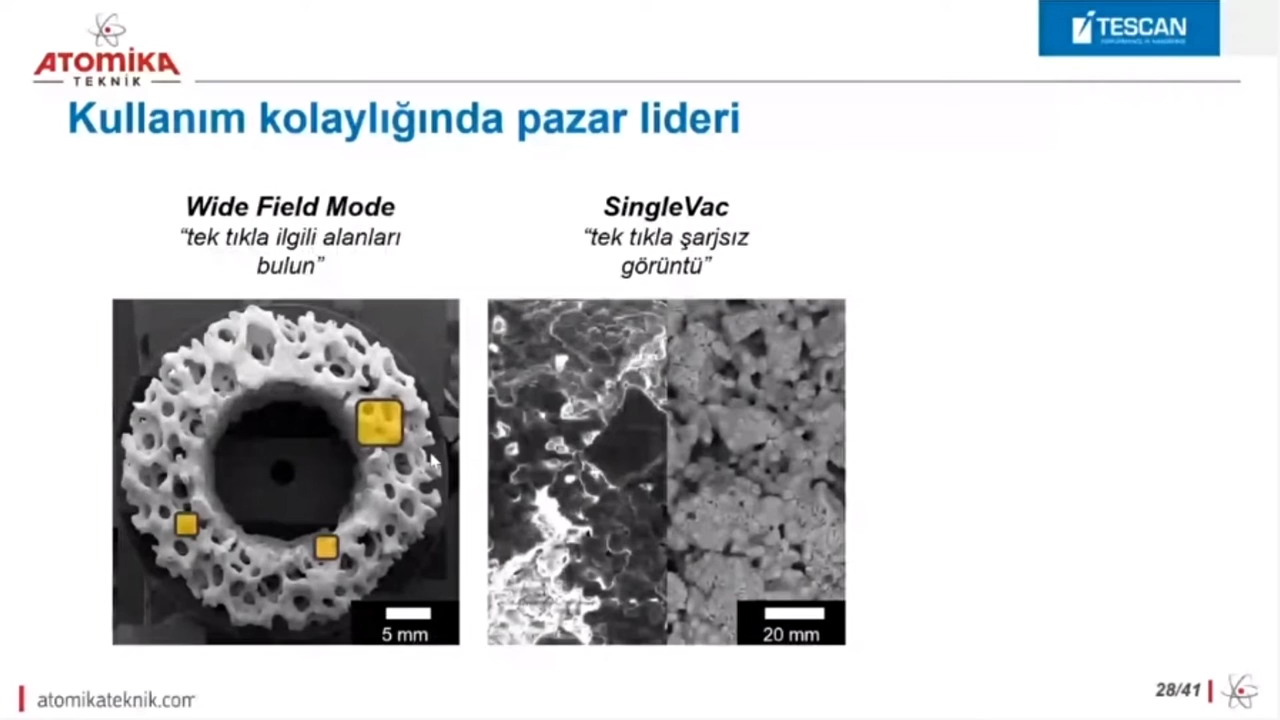 ATOMİKA
TEKNİK
TESCAN
Kullanım kolaylığında pazar lideri
Wide Field Mode
“tek tıkla ilgili alanları
bulun”
SingleVac
“tek tıkla şarjsız
görüntü”
5 mm
20 mm
atomikateknik.com
28/41